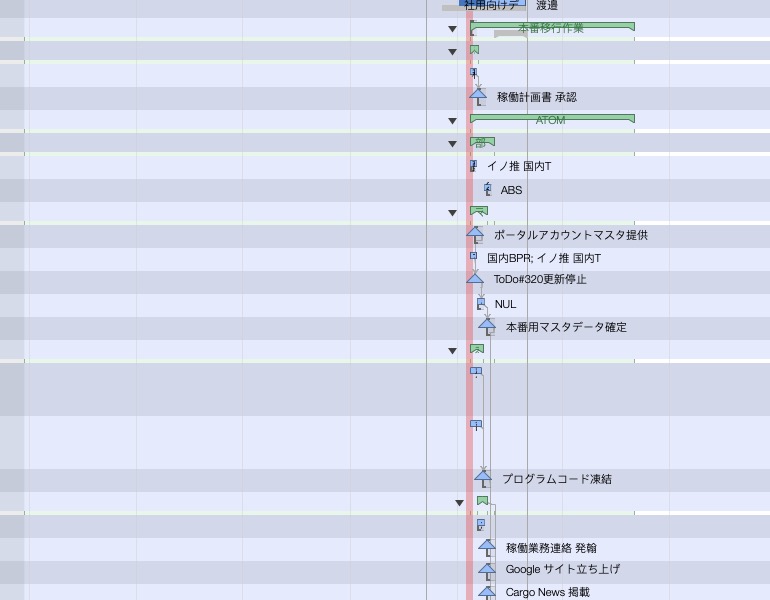 社用向けデ 渡邉
本番移行作業
稼働計画書 承認
ATOM
部
イノ推 国内T
ABS
ポータルアカウントマスタ提供
国内BPR; イノ推 国内T
ToDo#320更新停止
NUL
本番用マスタデータ確定
プログラムコード凍結
稼働業務連絡 発翰
Google サイト立ち上げ
Cargo News 掲載